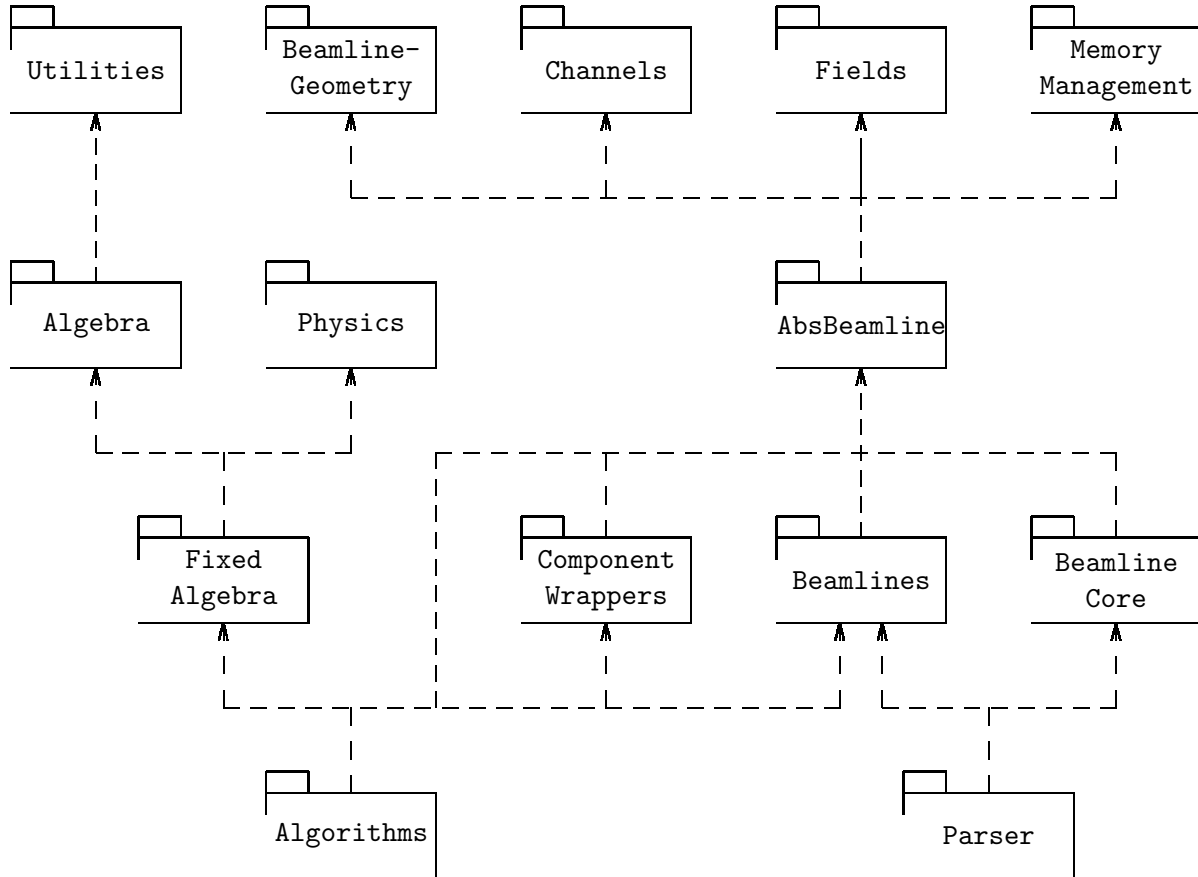 Utilities
Beamline-
Geometry
Channels
Fields
Memory
Management
Algebra
Physics
AbsBeamline
Fixed
Algebra
Component
Wrappers
Beamlines
Beamline
Core
Algorithms
Parser